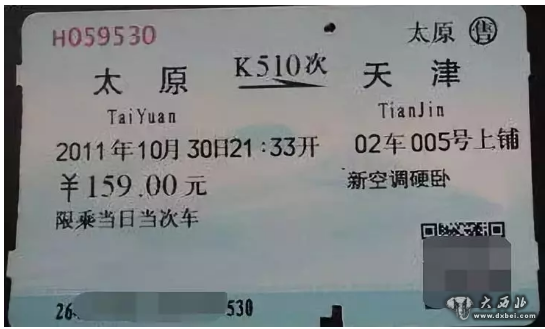 H059530 太原 售
太原 K510次 天津
TaiYuan TianJin
2011年10月30日21:33开 02车005号上铺
¥159.00元 新空调硬卧
限乘当日当次车
26 530
大西北
www.dxbei.com